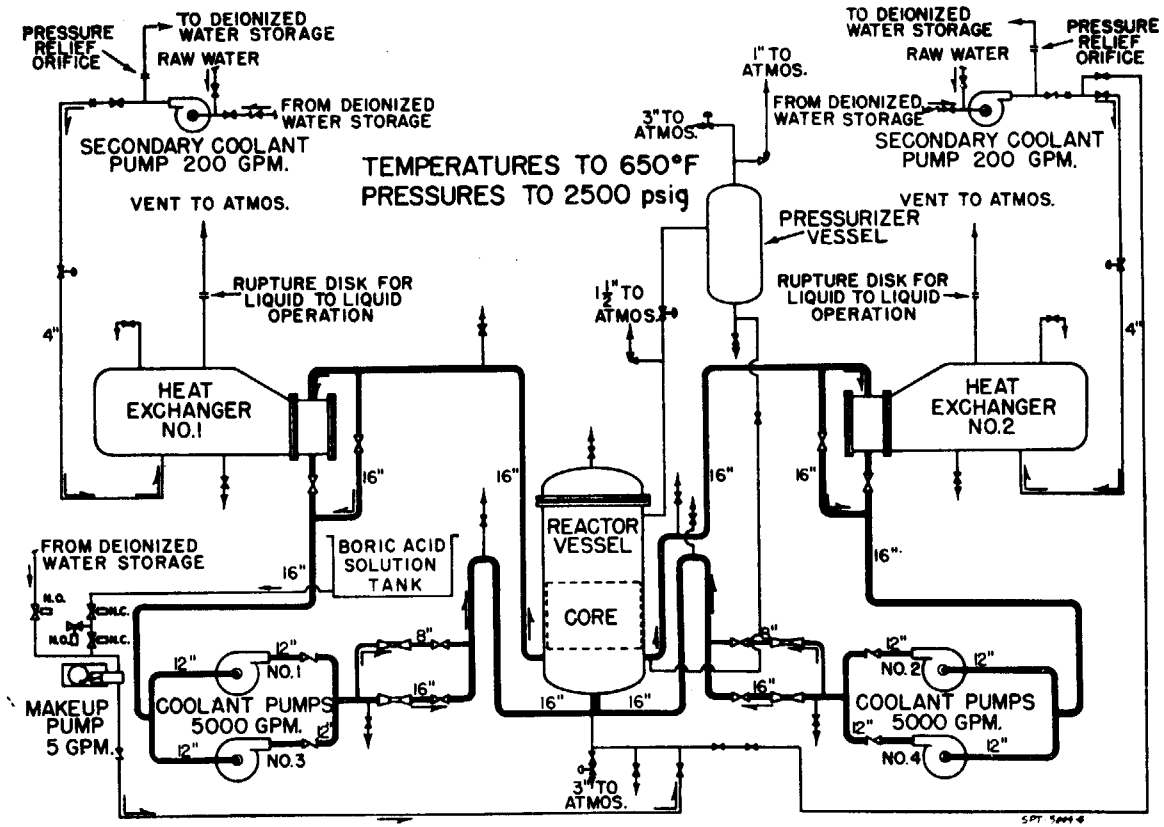 TO DEIONIZED
WATER STORAGE
PRESSURE
RELIEF
ORIFICE
RAW WATER
FROM DEIONIZED
WATER STORAGE
SECONDARY COOLANT
PUMP 200 GPM.
VENT TO ATMOS.
RUPTURE DISK FOR
LIQUID TO LIQUID
OPERATION
4"
HEAT
EXCHANGER
NO.1
TEMPERATURES TO 650°F
PRESSURES TO 2500 psig
3" TO
ATMOS.
1" TO
ATMOS.
PRESSURIZER
VESSEL
1 1/2" TO
ATMOS.
TO DEIONIZED
WATER STORAGE
PRESSURE
RELIEF
ORIFICE
RAW WATER
FROM DEIONIZED
WATER STORAGE
SECONDARY COOLANT
PUMP 200 GPM.
VENT TO ATMOS.
RUPTURE DISK FOR
LIQUID TO LIQUID
OPERATION
4"
HEAT
EXCHANGER
NO.2
16"
16"
16"
16"
REACTOR
VESSEL
CORE
FROM DEIONIZED
WATER STORAGE
BORIC ACID
SOLUTION
TANK
16"
16"
N.O.
N.C.
N.O.
N.C.
MAKEUP
PUMP
5 GPM.
12"
12"
NO.1
COOLANT PUMPS
5000 GPM.
12"
12"
NO.3
8"
16"
16"
16"
3" TO
ATMOS.
8"
16"
12"
NO.2
12"
COOLANT PUMPS
5000 GPM.
12"
NO.4
12"